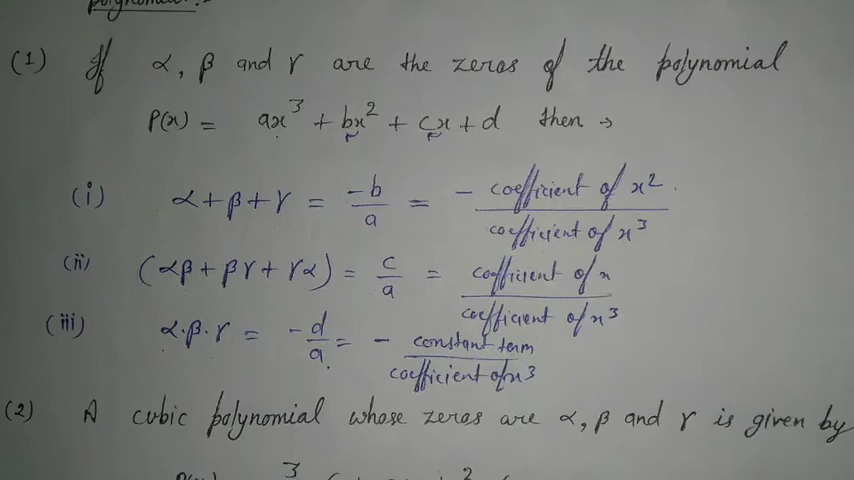 polynomial :-
(1) If α, β and γ are the zeros of the polynomial
P(x) = ax³ + bx² + cx + d then →
(i) α+β+γ = -b/a = - coefficient of x² / coefficient of x³
(ii) (αβ+βγ+γα) = c/a = coefficient of x / coefficient of x³
(iii) α·β·γ = -d/a = - constant term / coefficient of x³
(2) A cubic polynomial whose zeros are α, β and γ is given by